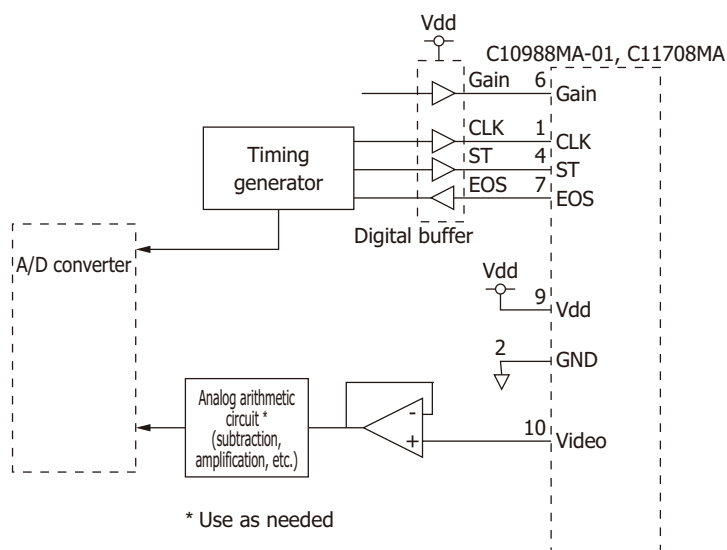 Vdd
C10988MA-01, C11708MA
Gain
6
Gain
CLK
1
CLK
Timing
generator
ST
4
ST
EOS
7
EOS
Digital buffer
A/D converter
Vdd
9
Vdd
2
GND
Analog arithmetic
circuit *
(subtraction,
amplification, etc.)
-
+
10
Video
* Use as needed